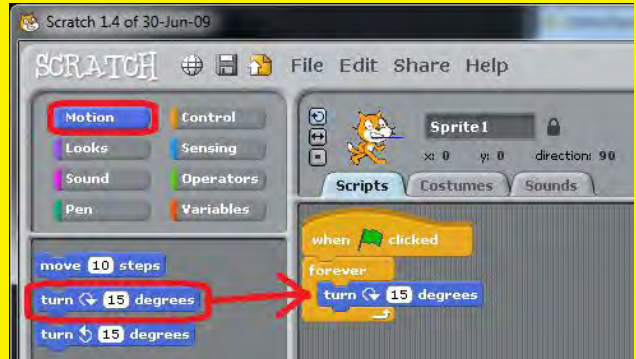 Scratch 1.4 of 30-Jun-09
SCRATCH File Edit Share Help
Motion Control
Looks Sensing
Sound Operators
Pen Variables
Sprite1
x: 0 y: 0 direction: 90
Scripts Costumes Sounds
when clicked
forever
turn 15 degrees
move 10 steps
turn 15 degrees
turn 15 degrees